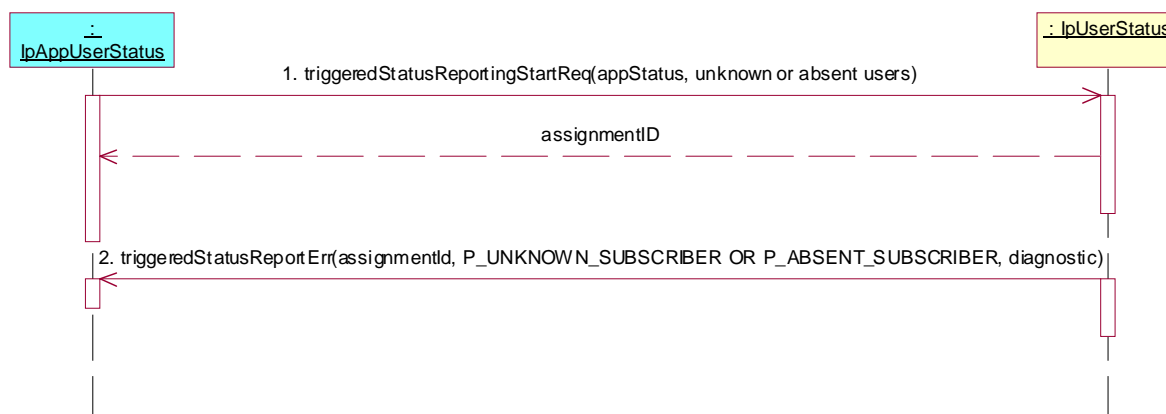 :
IpAppUserStatus
: IpUserStatus
1. triggeredStatusReportingStartReq(appStatus, unknown or absent users)
assignmentID
2. triggeredStatusReportErr(assignmentId, P_UNKNOWN_SUBSCRIBER OR P_ABSENT_SUBSCRIBER, diagnostic)